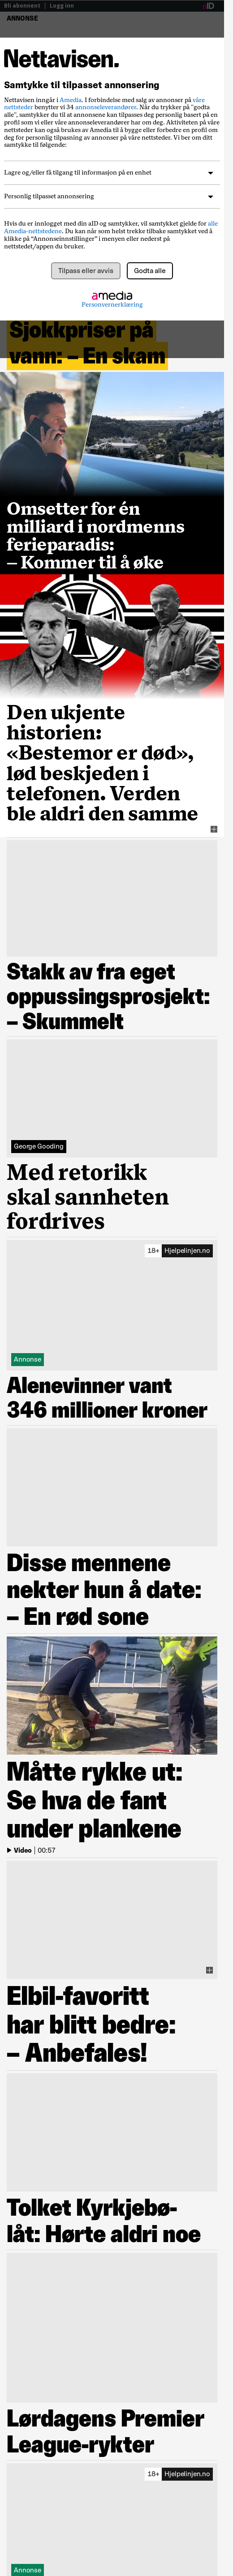 Bli abonnent | Logg inn
aID
ANNONSE
Nettavisen.
Samtykke til tilpasset annonsering
Nettavisen inngår i Amedia. I forbindelse med salg av annonser på våre
nettsteder benytter vi 34 annonseleverandører. Når du trykker på "godta
alle", samtykker du til at annonsene kan tilpasses deg personlig basert på en
profil som vi eller våre annonseleverandører har om deg. Aktiviteten din på våre
nettsteder kan også brukes av Amedia til å bygge eller forbedre en profil om
deg for personlig tilpasning av annonser på våre nettsteder. Vi ber om ditt
samtykke til følgende:
Lagre og/eller få tilgang til informasjon på en enhet
Personlig tilpasset annonsering
Hvis du er innlogget med din aID og samtykker, vil samtykket gjelde for alle
Amedia-nettstedene. Du kan når som helst trekke tilbake samtykket ved å
klikke på "Annonseinnstillinger" i menyen eller nederst på
nettstedet/appen du bruker.
Tilpass eller avvis
Godta alle
amedia
Personvernerklæring
Sjokkpriser på
vann: – En skam
Omsetter for én
milliard i nordmenns
ferieparadis:
– Kommer til å øke
Den ukjente
historien:
«Bestemor er død»,
lød beskjeden i
telefonen. Verden
ble aldri den samme
Stakk av fra eget
oppussingsprosjekt:
– Skummelt
George Gooding
Med retorikk
skal sannheten
fordrives
18+ Hjelpelinjen.no
Annonse
Alenevinner vant
346 millioner kroner
Disse mennene
nekter hun å date:
– En rød sone
Måtte rykke ut:
Se hva de fant
under plankene
Video | 00:57
Elbil-favoritt
har blitt bedre:
– Anbefales!
Tolket Kyrkjebø-
låt: Hørte aldri noe
Lørdagens Premier
League-rykter
18+ Hjelpelinjen.no
Annonse